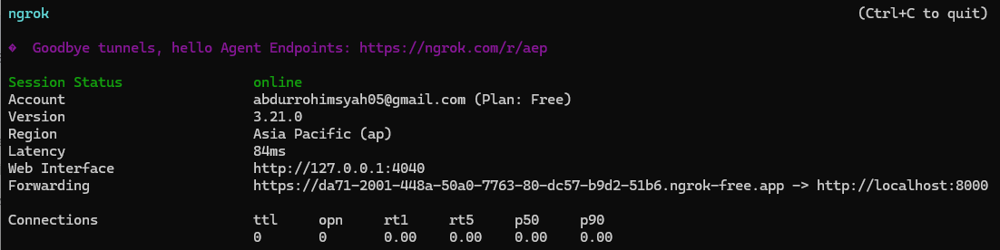 ngrok (Ctrl+C to quit)
� Goodbye tunnels, hello Agent Endpoints: https://ngrok.com/r/aep
Session Status online
Account abdurrohimsyah05@gmail.com (Plan: Free)
Version 3.21.0
Region Asia Pacific (ap)
Latency 84ms
Web Interface http://127.0.0.1:4040
Forwarding https://da71-2001-448a-50a0-7763-80-dc57-b9d2-51b6.ngrok-free.app -> http://localhost:8000
Connections ttl opn rt1 rt5 p50 p90
0 0 0.00 0.00 0.00 0.00